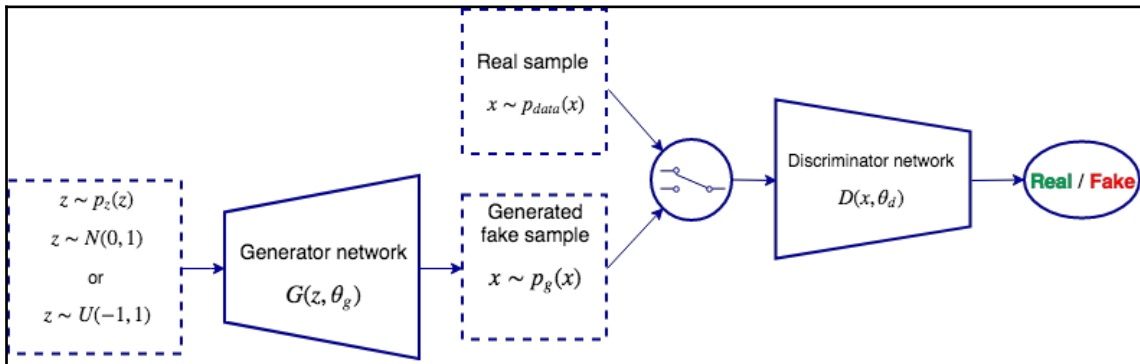 z ~ p_z(z)
z ~ N(0, 1)
or
z ~ U(−1, 1)
Generator network
G(z, θ_g)
Real sample
x ~ p_data(x)
Generated
fake sample
x ~ p_g(x)
Discriminator network
D(x, θ_d)
Real / Fake